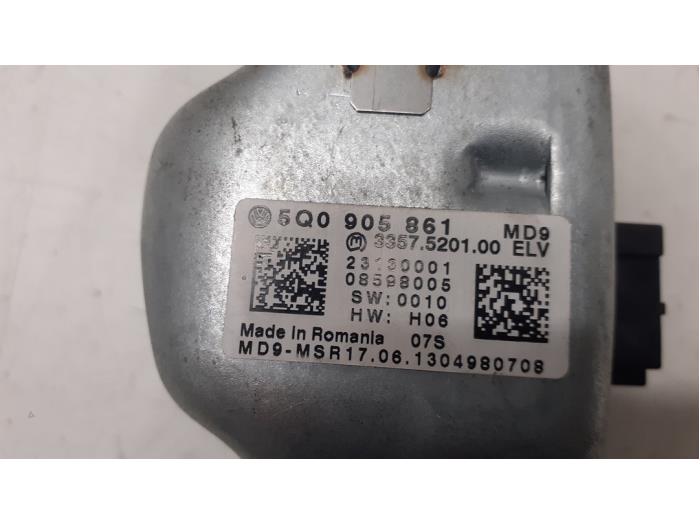 5Q0 905 861 MD9
3357.5201.00 ELV
23130001
08598005
SW:0010
HW: H06
Made in Romania 07S
MD9-MSR17.06.1304980708